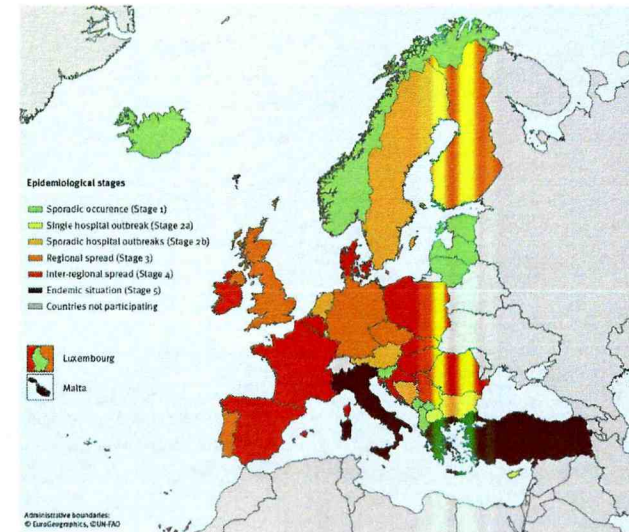 Epidemiological stages
Sporadic occurence (Stage 1)
Single hospital outbreak (Stage 2a)
Sporadic hospital outbreaks (Stage 2b)
Regional spread (Stage 3)
Inter-regional spread (Stage 4)
Endemic situation (Stage 5)
Countries not participating
Luxembourg
Malta
Administrative boundaries:
© EuroGeographics, ©UN-FAO